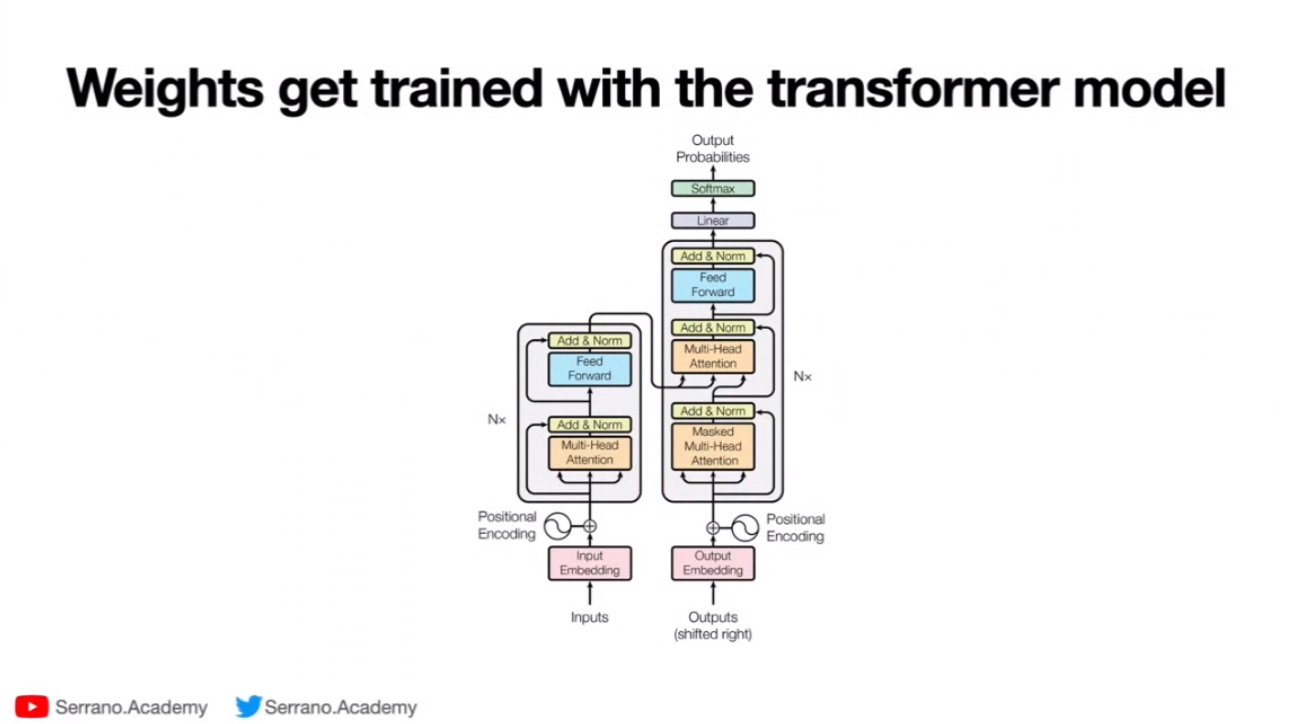 Weights get trained with the transformer model
Output
Probabilities
Softmax
Linear
Add & Norm
Feed
Forward
Add & Norm
Multi-Head
Attention
Nx
Add & Norm
Masked
Multi-Head
Attention
Add & Norm
Feed
Forward
Nx
Add & Norm
Multi-Head
Attention
Positional
Encoding
Positional
Encoding
Input
Embedding
Output
Embedding
Inputs
Outputs
(shifted right)
Serrano.Academy
Serrano.Academy